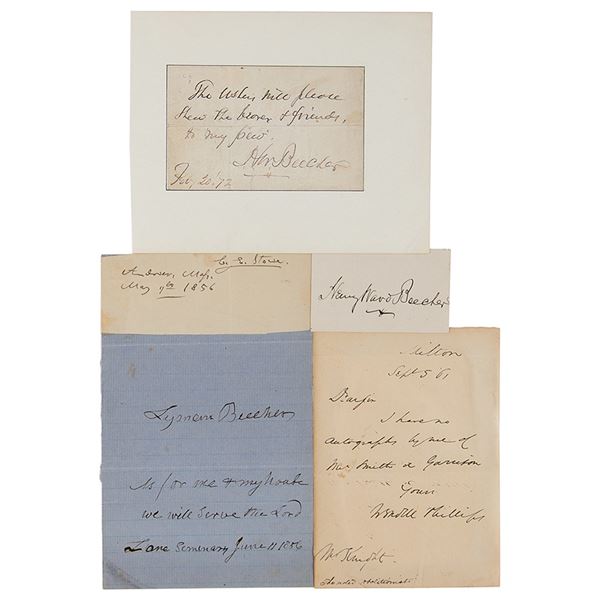 The Ushers will please
shew the bearer & friends,
to my pew.
H W. Beecher
Feb 20 '72
C. E. Stowe.
Andover, Mass.
May 9th 1856
Henry Ward Beecher
Lyman Beecher
As for me & my house
we will serve the Lord
Lane Seminary June 11 1856
Milton
Sept 5 61
Dear Sir
I have no
autographs by me of
Mr Smith or Garrison
Yours
Wendell Phillips
Mr Knight.